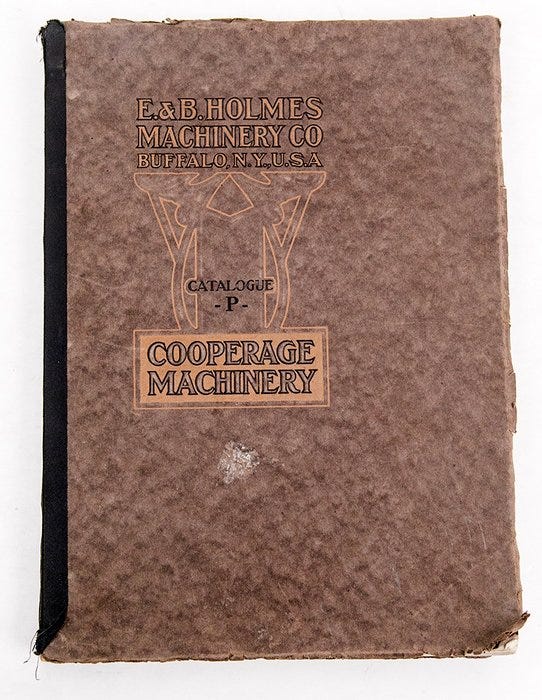 E. & B. HOLMES
MACHINERY CO
BUFFALO, N.Y., U.S.A
CATALOGUE
- P -
COOPERAGE
MACHINERY